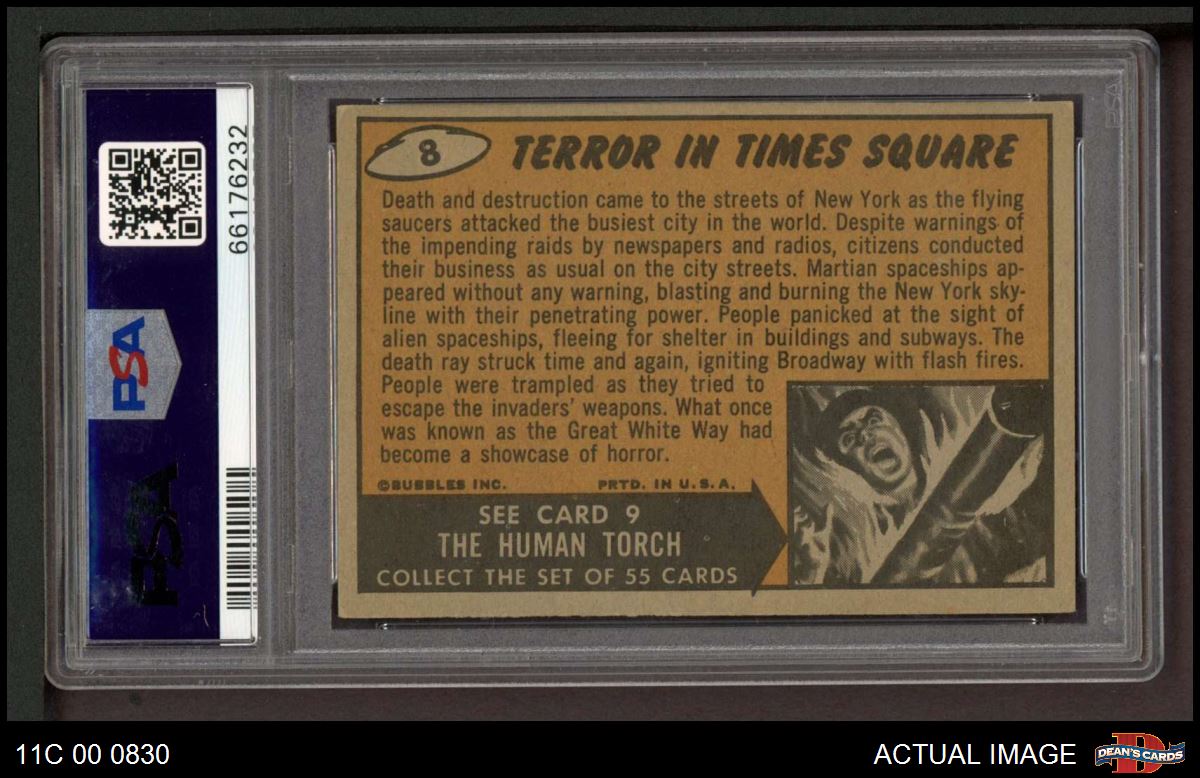 66176232
PSA
PSA
8 TERROR IN TIMES SQUARE
Death and destruction came to the streets of New York as the flying
saucers attacked the busiest city in the world. Despite warnings of
the impending raids by newspapers and radios, citizens conducted
their business as usual on the city streets. Martian spaceships ap-
peared without any warning, blasting and burning the New York sky-
line with their penetrating power. People panicked at the sight of
alien spaceships, fleeing for shelter in buildings and subways. The
death ray struck time and again, igniting Broadway with flash fires.
People were trampled as they tried to
escape the invaders' weapons. What once
was known as the Great White Way had
become a showcase of horror.
©BUBBLES INC. PRTD. IN U.S.A.
SEE CARD 9
THE HUMAN TORCH
COLLECT THE SET OF 55 CARDS
PSA
11C 00 0830
ACTUAL IMAGE
DEAN'S CARDS